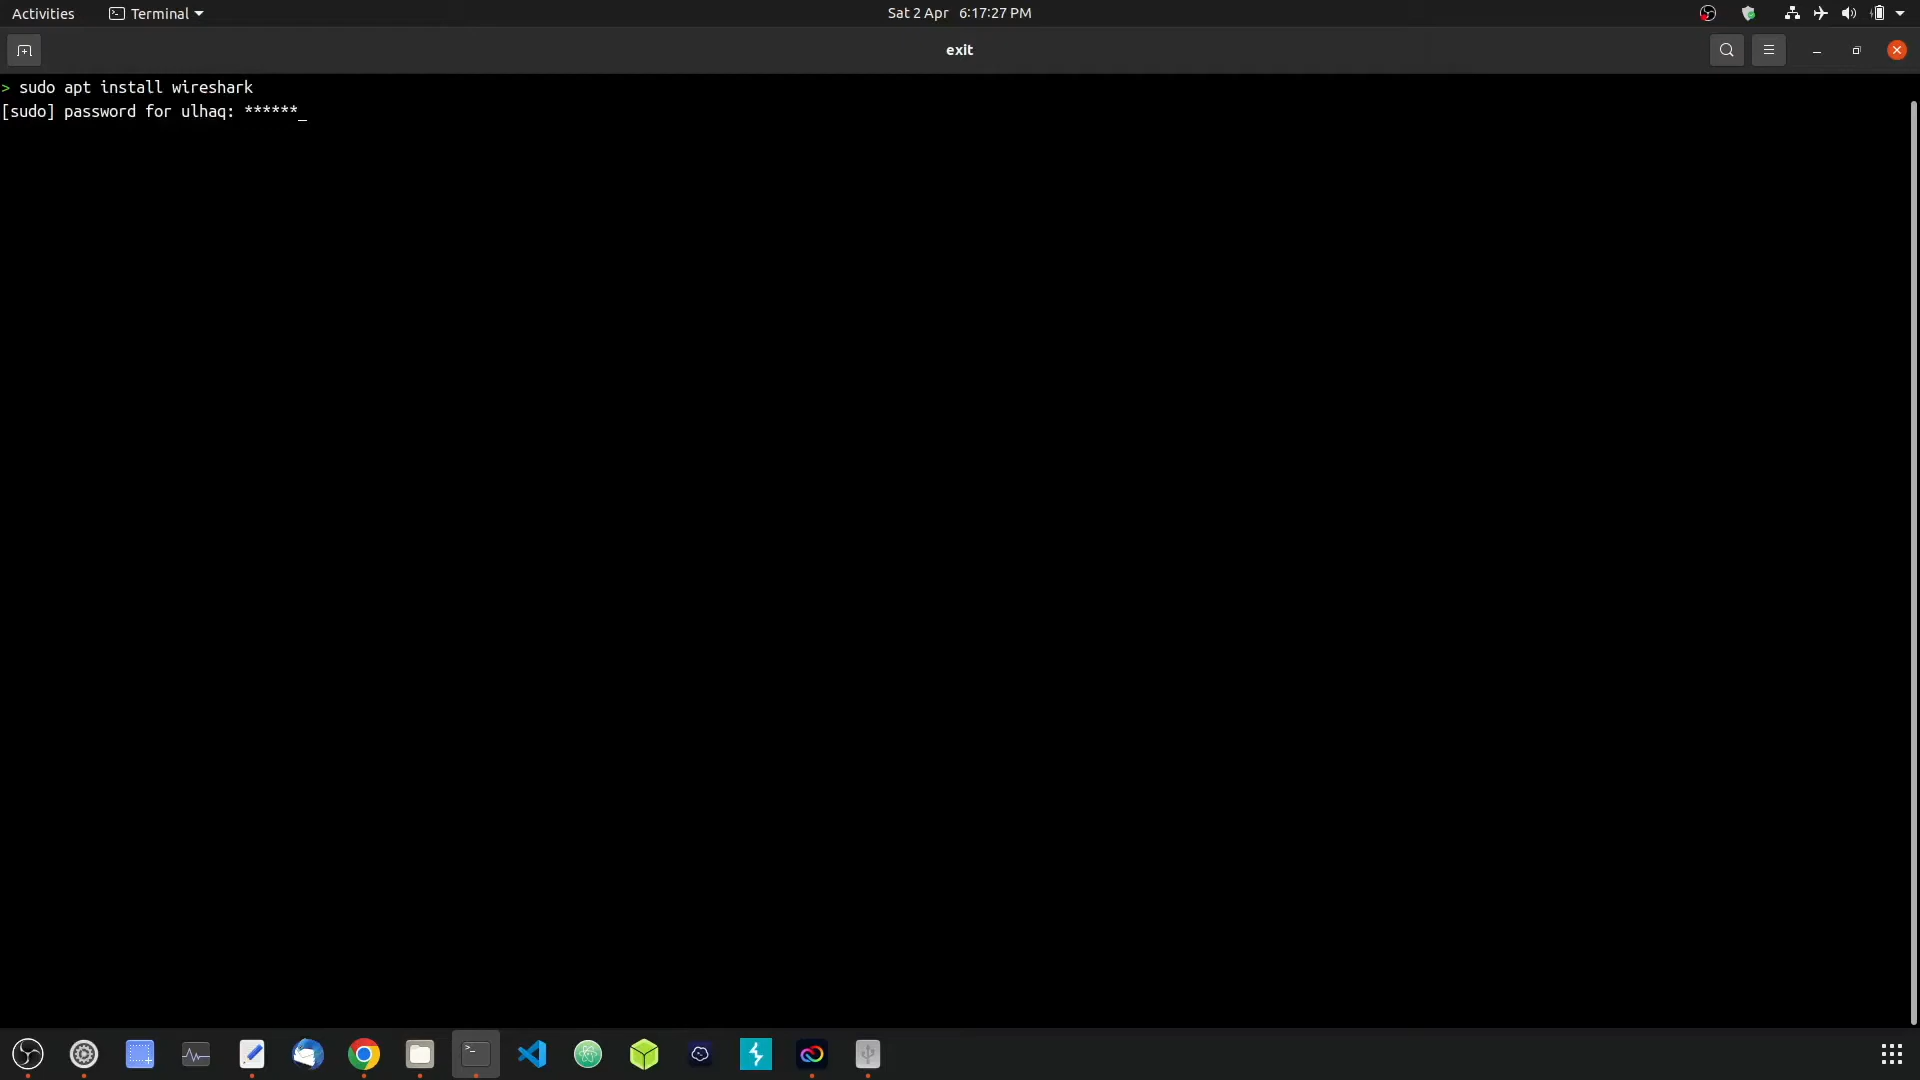 Activities
Terminal
Sat 2 Apr 6:17:27 PM
exit
> sudo apt install wireshark
[sudo] password for ulhaq: ******_